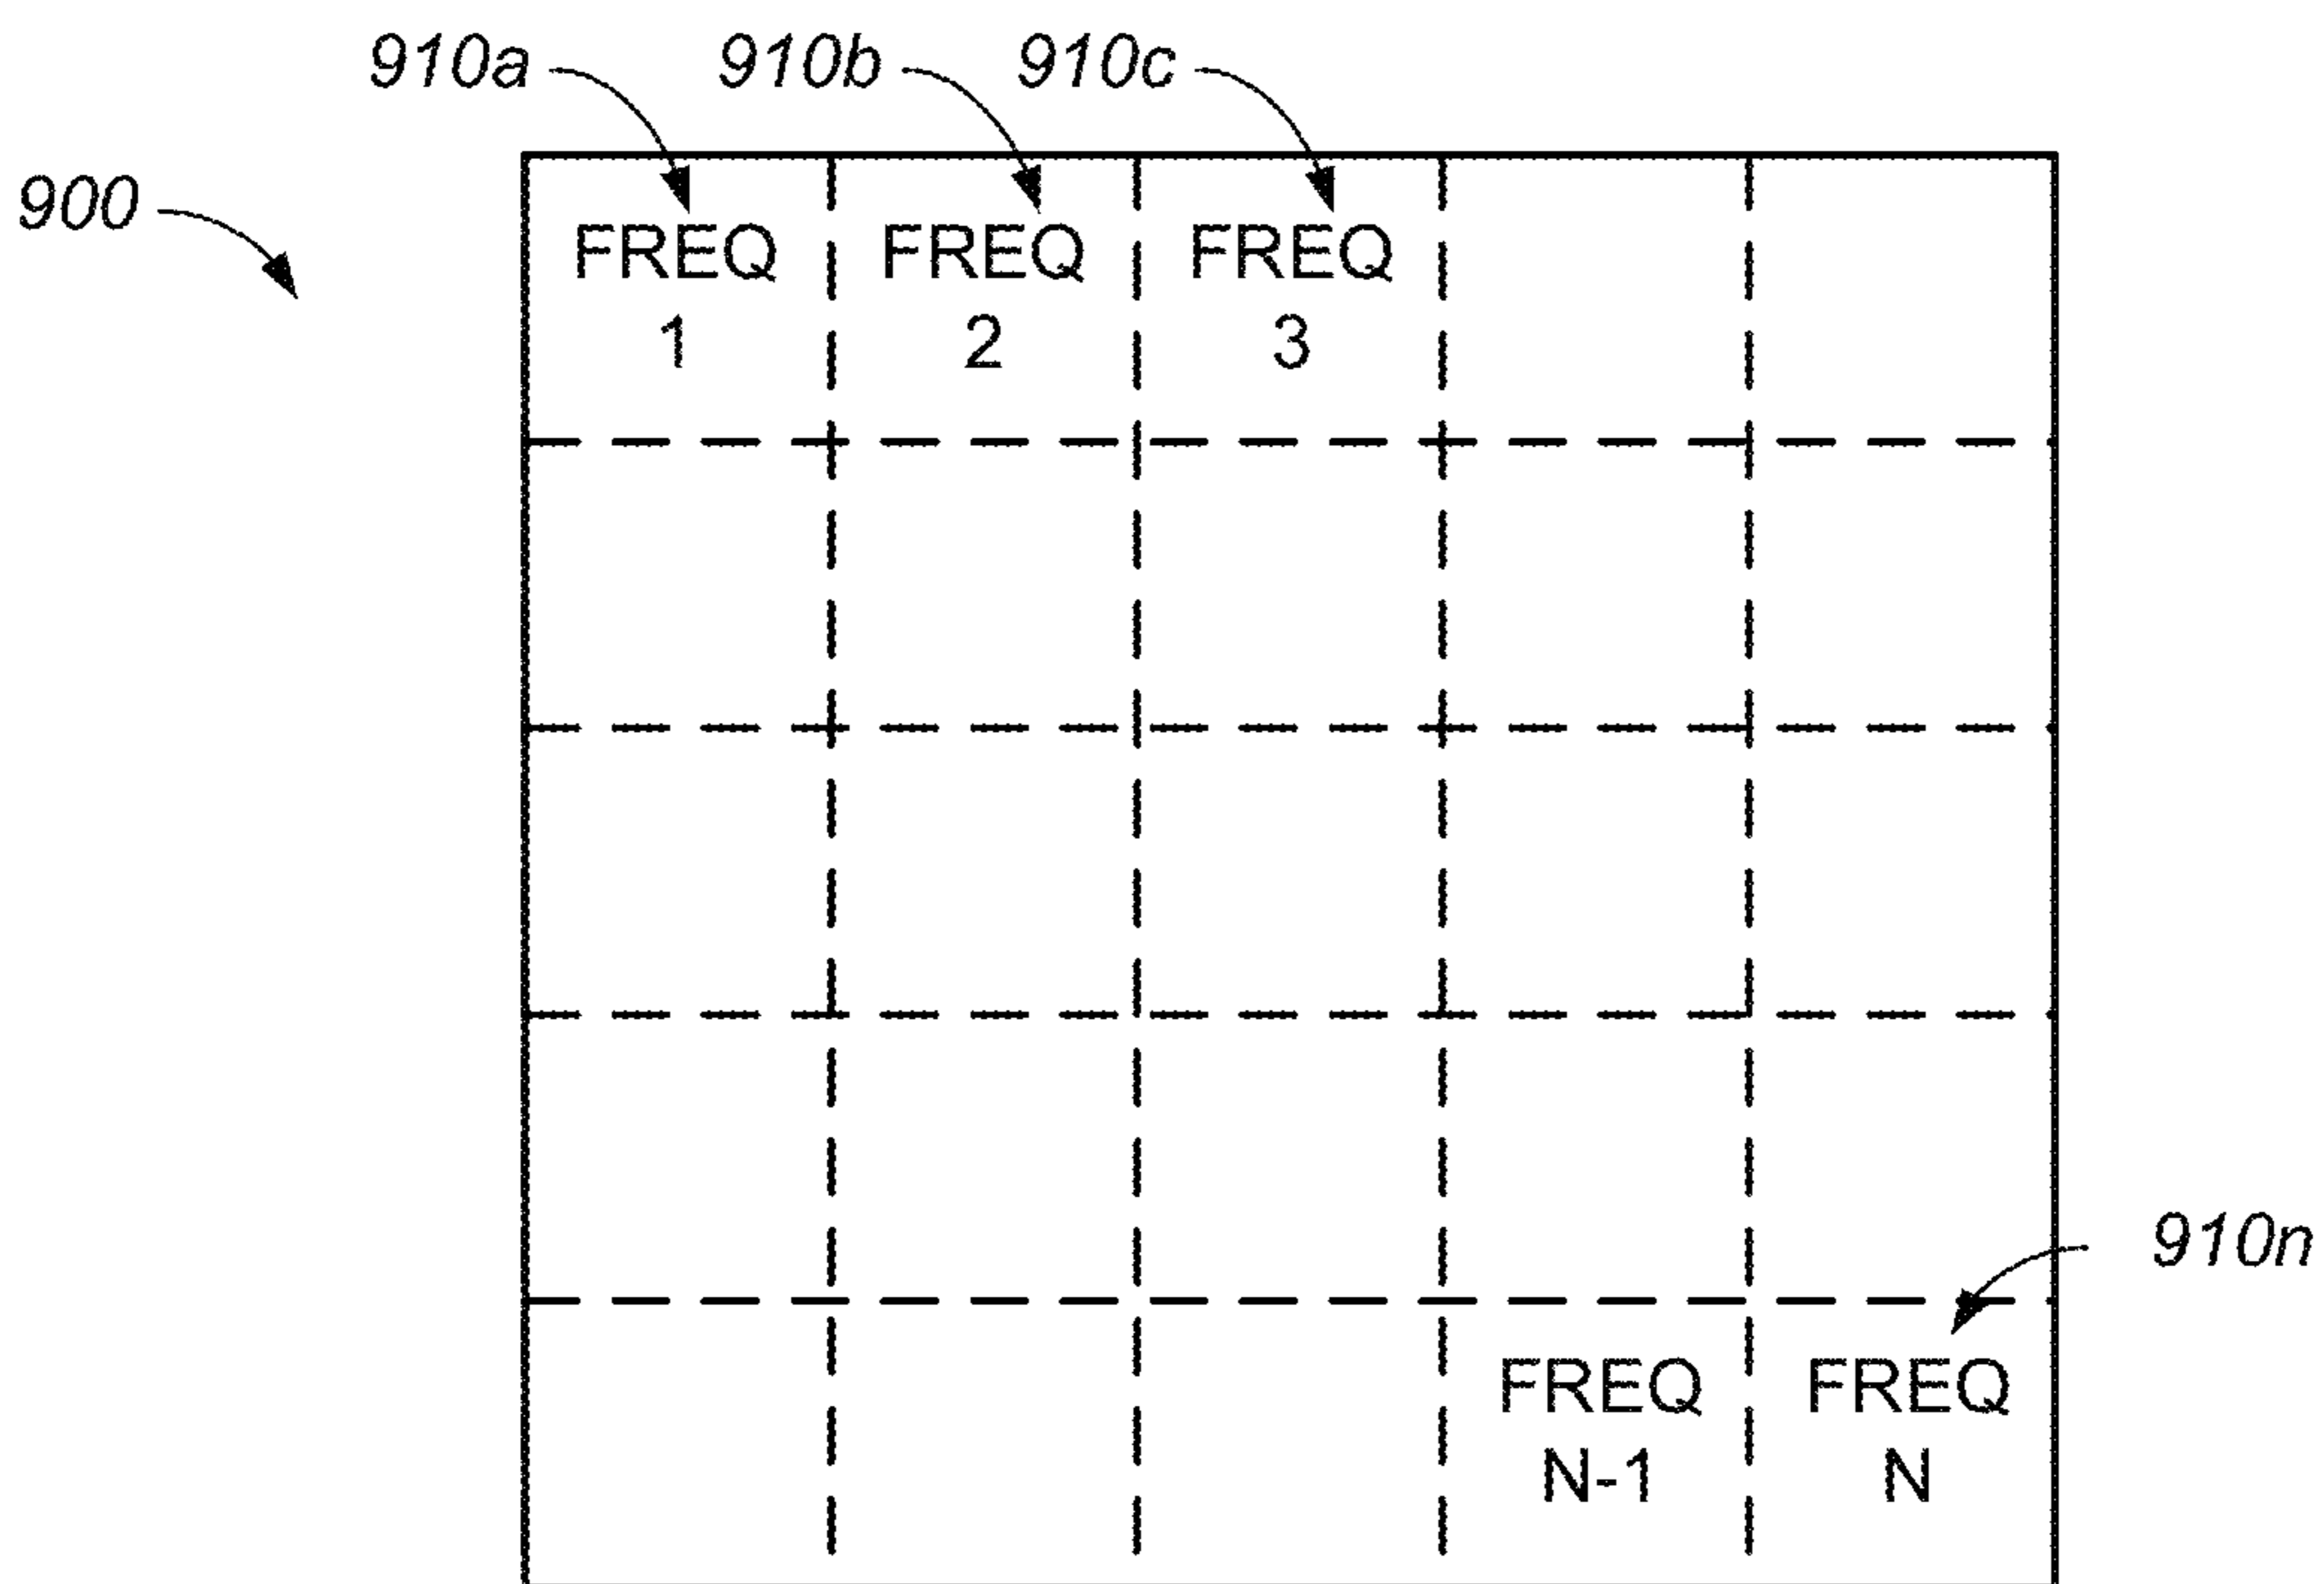 910a 910b 910c
900
FREQ FREQ FREQ
1 2 3
910n
FREQ FREQ
N-1 N